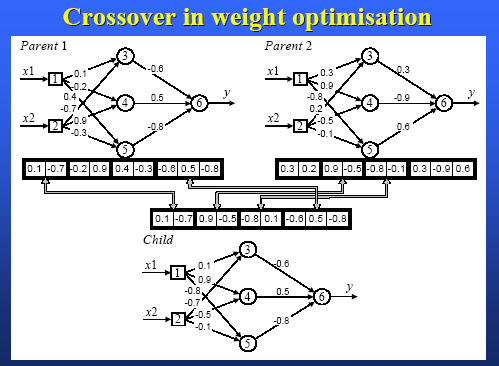 Crossover in weight optimisation
Parent 1
Parent 2
x1 1 0.1 3 -0.6
-0.2
0.4
-0.7
4 0.5 6 y
x2 2 0.9
-0.3
5 -0.8
x1 1 0.3 3 0.3
0.9
-0.8
0.2
4 -0.9 6 y
x2 2 -0.5
-0.1
5 0.6
0.1 -0.7 -0.2 0.9 0.4 -0.3 -0.6 0.5 -0.8
0.3 0.2 0.9 -0.5 -0.8 -0.1 0.3 -0.9 0.6
0.1 -0.7 0.9 -0.5 -0.8 0.1 -0.6 0.5 -0.8
Child
x1 1 0.1 3 -0.6
0.9
-0.8
-0.7
4 0.5 6 y
x2 2 -0.5
-0.1
5 -0.8